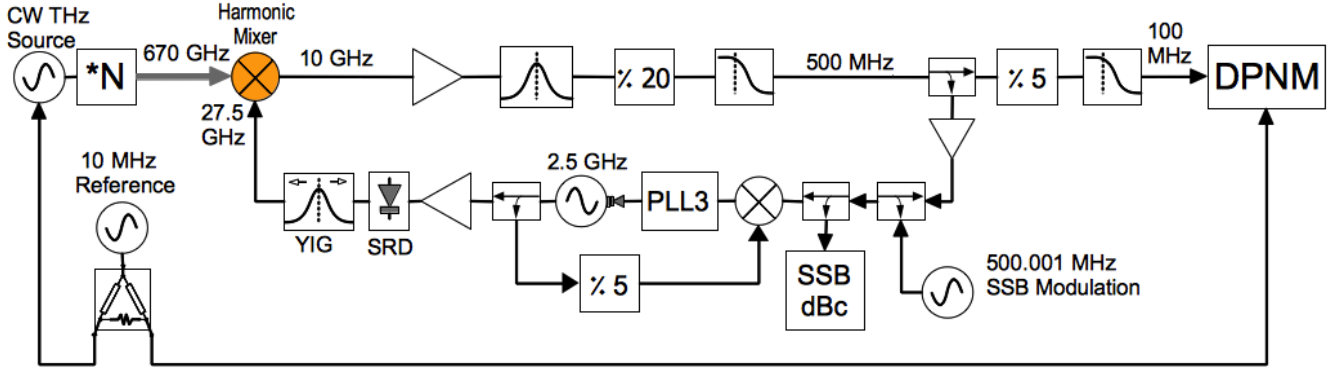 CW THz
Source
*N
670 GHz
Harmonic
Mixer
10 GHz
٪ 20
500 MHz
٪ 5
100
MHz
DPNM
27.5
GHz
10 MHz
Reference
YIG
SRD
2.5 GHz
PLL3
٪ 5
SSB
dBc
500.001 MHz
SSB Modulation